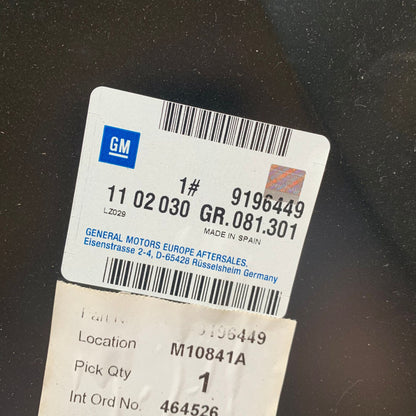 GM
1# 9196449
11 02 030 GR.081.301
LZ029 MADE IN SPAIN
GENERAL MOTORS EUROPE AFTERSALES,
Eisenstrasse 2-4, D-65428 Rüsselsheim Germany
9196449
Location M10841A
Pick Qty 1
Int Ord No. 464526